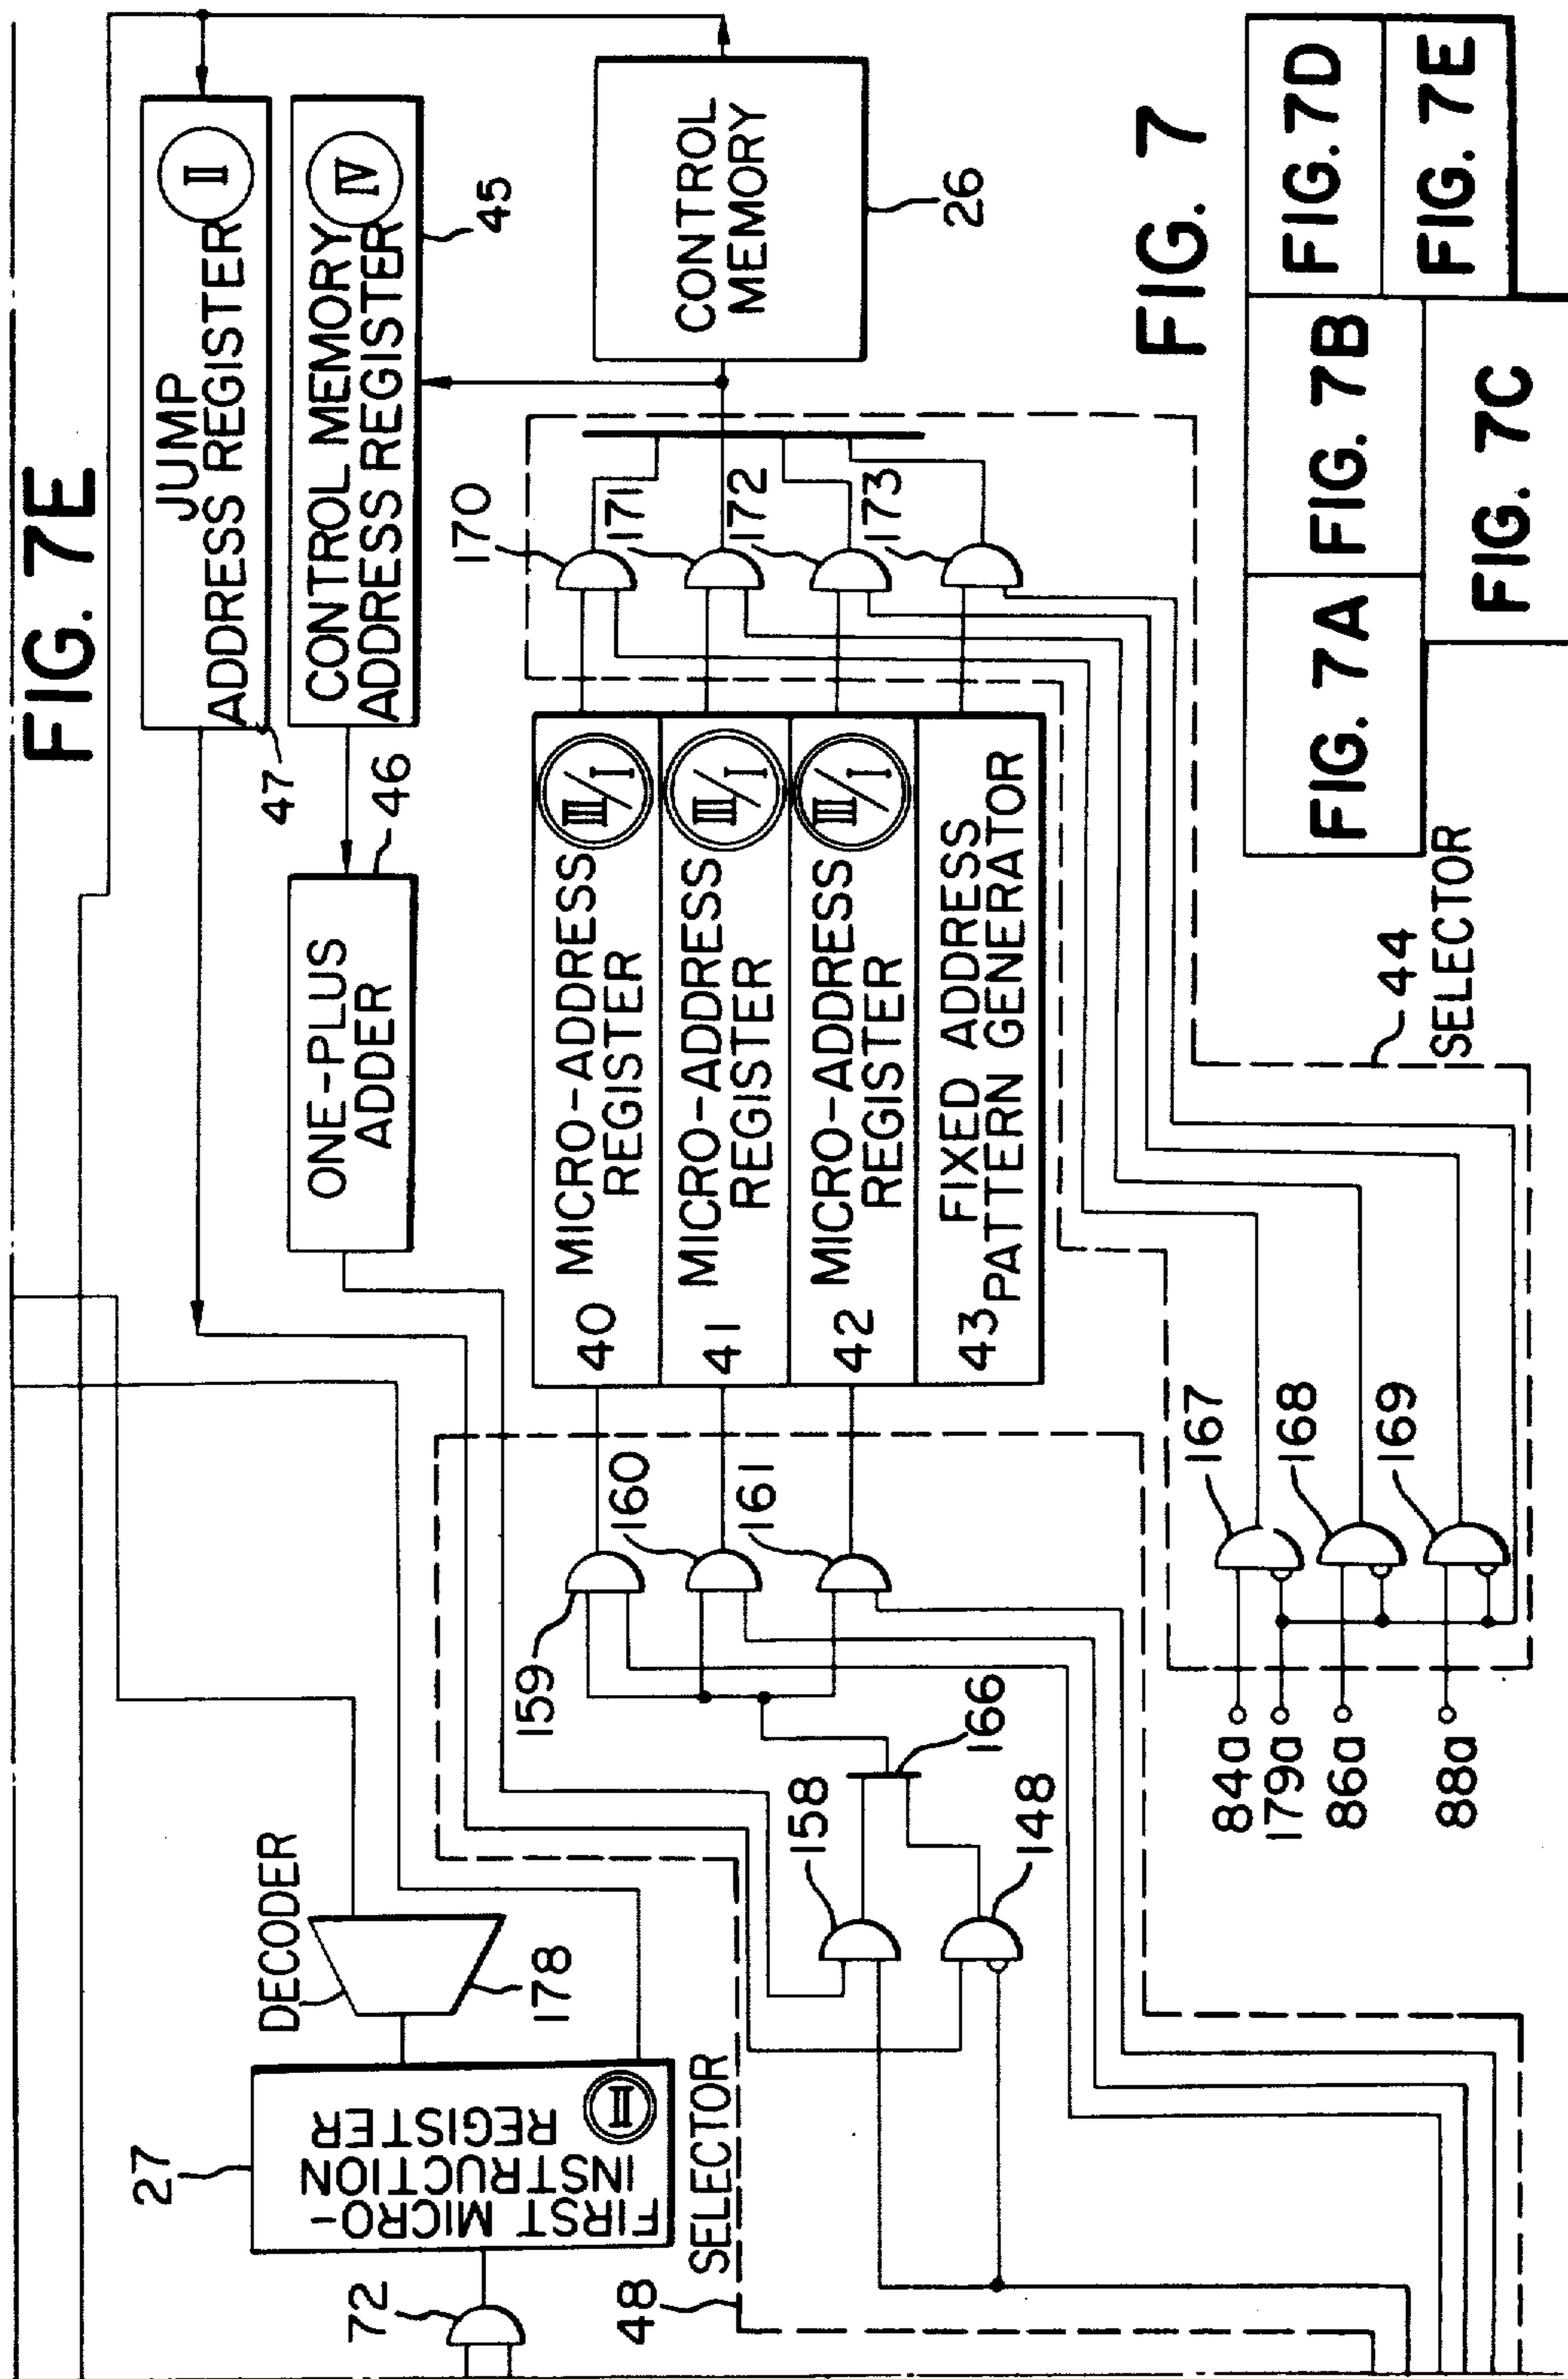 FIG. 7E
JUMP
ADDRESS REGISTER
II
47
CONTROL MEMORY
ADDRESS REGISTER
IV
45
ONE-PLUS
ADDER
46
DECODER
178
27
FIRST MICRO-
INSTRUCTION
REGISTER
II
72
48
SELECTOR
158
148
166
159
160
161
40 MICRO-ADDRESS
REGISTER
III/I
41 MICRO-ADDRESS
REGISTER
III/I
42 MICRO-ADDRESS
REGISTER
III/I
43 FIXED ADDRESS
PATTERN GENERATOR
170
171
172
173
CONTROL
MEMORY
26
84a
179a
86a
88a
167
168
169
44
SELECTOR
FIG. 7
FIG. 7A
FIG. 7B
FIG. 7D
FIG. 7C
FIG. 7E